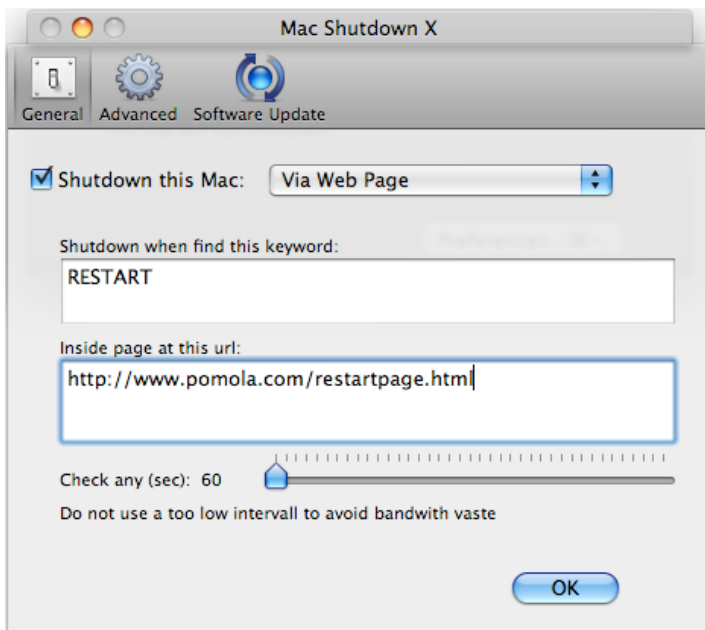 Mac Shutdown X
General Advanced Software Update
Shutdown this Mac: Via Web Page
Preferences
Shutdown when find this keyword:
RESTART
Inside page at this url:
http://www.pomola.com/restartpage.html
Check any (sec): 60
Do not use a too low intervall to avoid bandwith vaste
OK